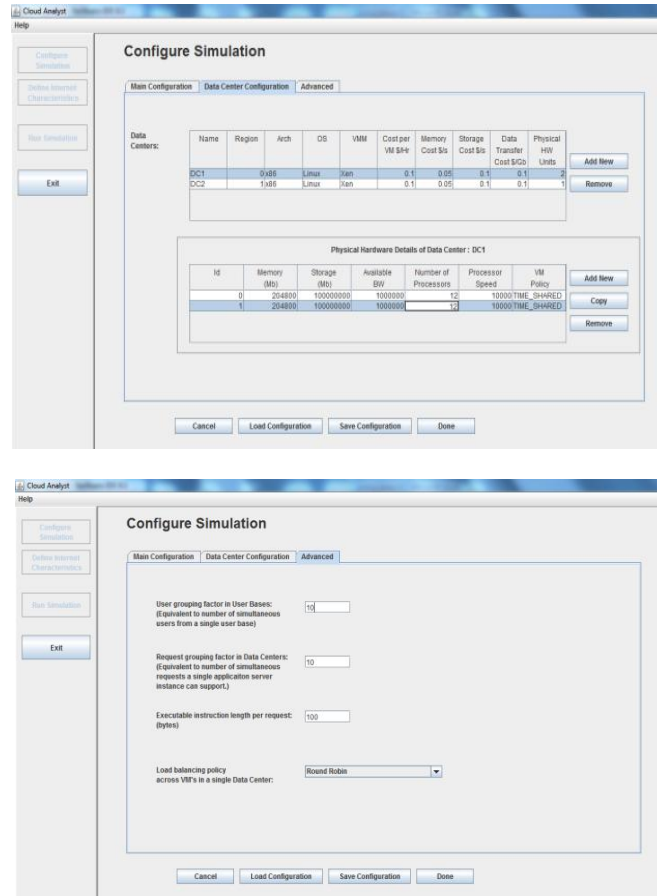 Cloud Analyst
Help
Configure
Simulation
Define Internet
Characteristics
Run Simulation
Exit
Configure Simulation
Main Configuration Data Center Configuration Advanced
Data
Centers:
Name Region Arch OS VMM Cost per VM $/Hr Memory Cost $/s Storage Cost $/s Data Transfer Cost $/Gb Physical HW Units
DC1 0 x86 Linux Xen 0.1 0.05 0.1 0.1 2
DC2 1 x86 Linux Xen 0.1 0.05 0.1 0.1 1
Add New
Remove
Physical Hardware Details of Data Center : DC1
Id Memory (Mb) Storage (Mb) Available BW Number of Processors Processor Speed VM Policy
0 204800 100000000 1000000 12 10000 TIME_SHARED
1 204800 100000000 1000000 12 10000 TIME_SHARED
Add New
Copy
Remove
Cancel Load Configuration Save Configuration Done
Cloud Analyst
Help
Configure
Simulation
Define Internet
Characteristics
Run Simulation
Exit
Configure Simulation
Main Configuration Data Center Configuration Advanced
User grouping factor in User Bases:
(Equivalent to number of simultaneous
users from a single user base)
10
Request grouping factor in Data Centers:
(Equivalent to number of simultaneous
requests a single applicaiton server
instance can support.)
10
Executable instruction length per request:
(bytes)
100
Load balancing policy
across VM's in a single Data Center:
Round Robin
Cancel Load Configuration Save Configuration Done